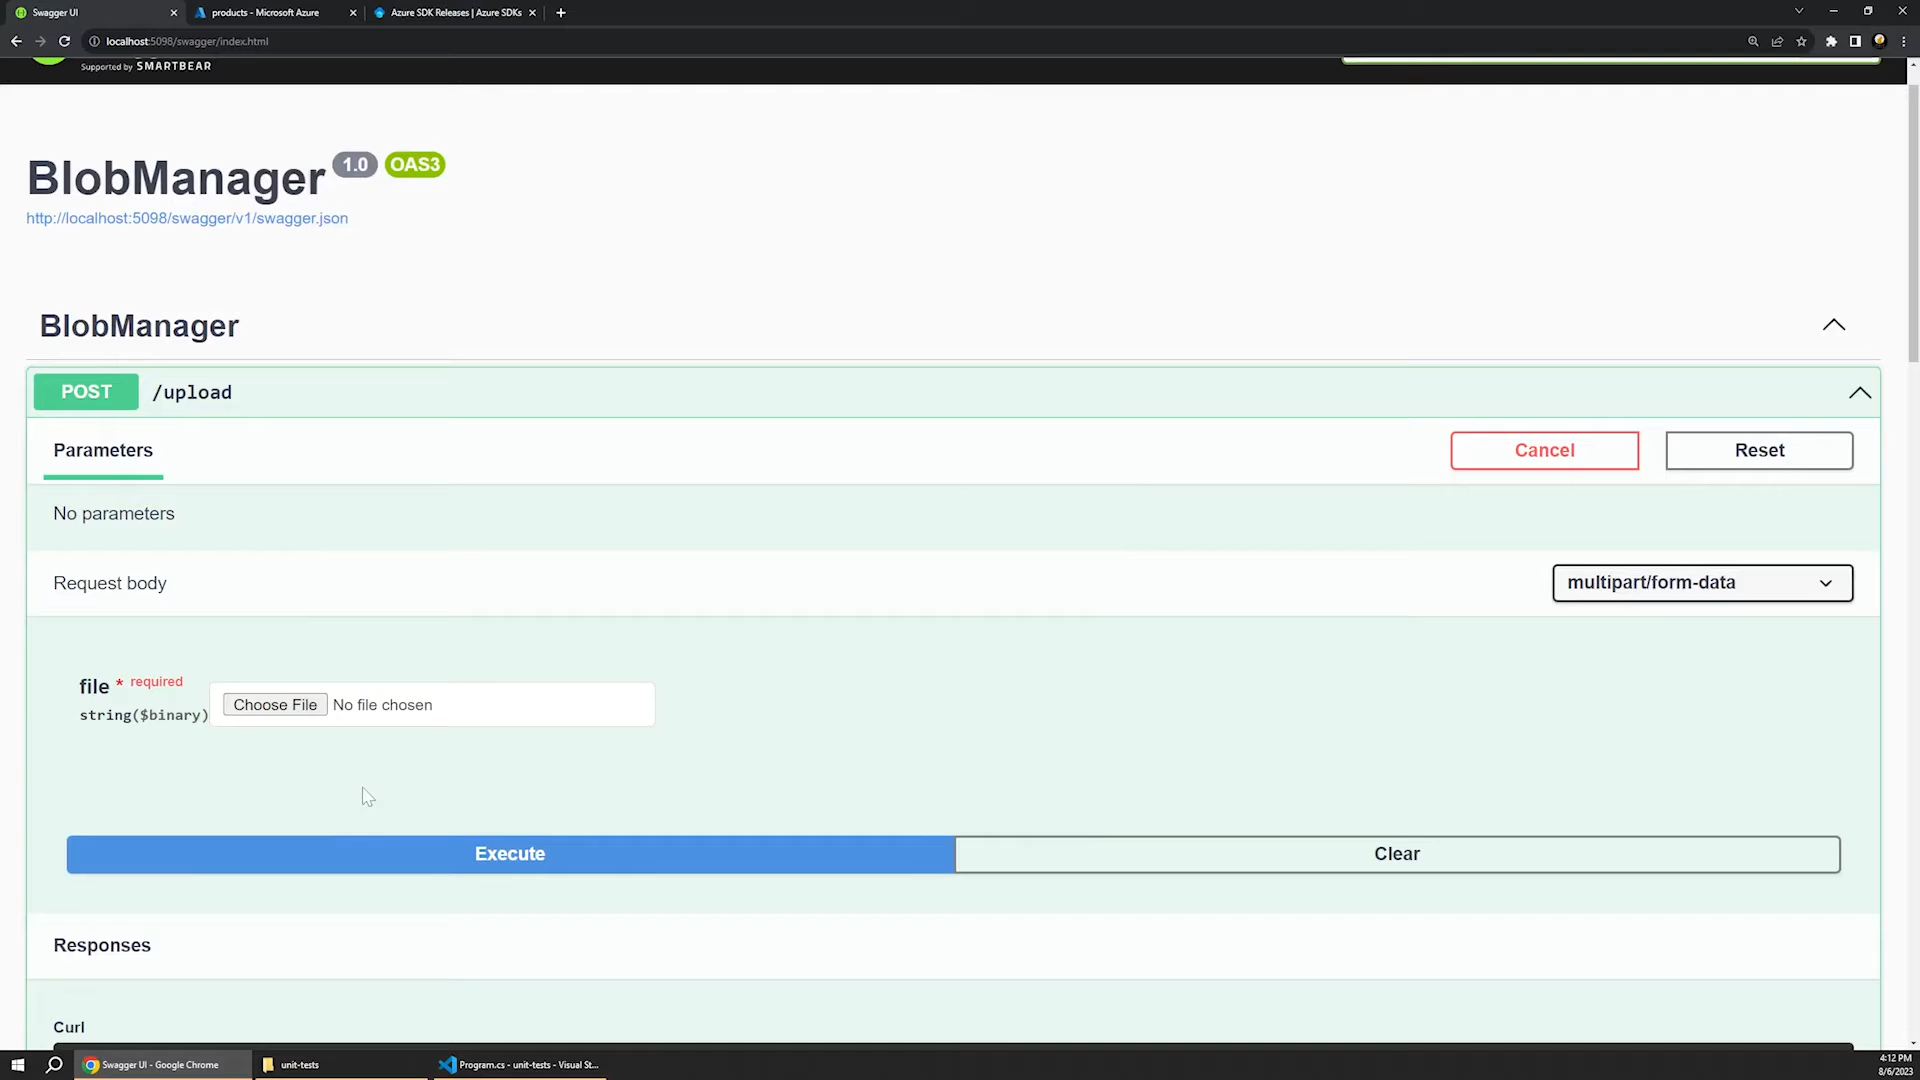 Swagger UI
products - Microsoft Azure
Azure SDK Releases | Azure SDKs
localhost:5098/swagger/index.html
Supported by SMARTBEAR
BlobManager 1.0 OAS3
http://localhost:5098/swagger/v1/swagger.json
BlobManager
POST /upload
Parameters
Cancel
Reset
No parameters
Request body
multipart/form-data
file * required
string($binary)
Choose File No file chosen
Execute
Clear
Responses
Curl
Swagger UI - Google Chrome
unit-tests
Program.cs - unit-tests - Visual St...
4:12 PM
8/6/2023